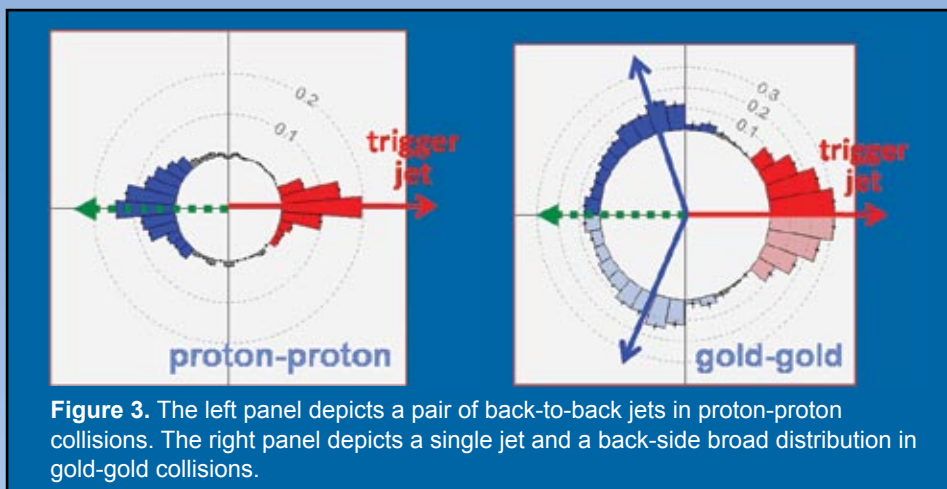 0.2
0.1
trigger
jet
proton-proton
0.3
0.2
0.1
trigger
jet
gold-gold
Figure 3. The left panel depicts a pair of back-to-back jets in proton-proton
collisions. The right panel depicts a single jet and a back-side broad distribution in
gold-gold collisions.